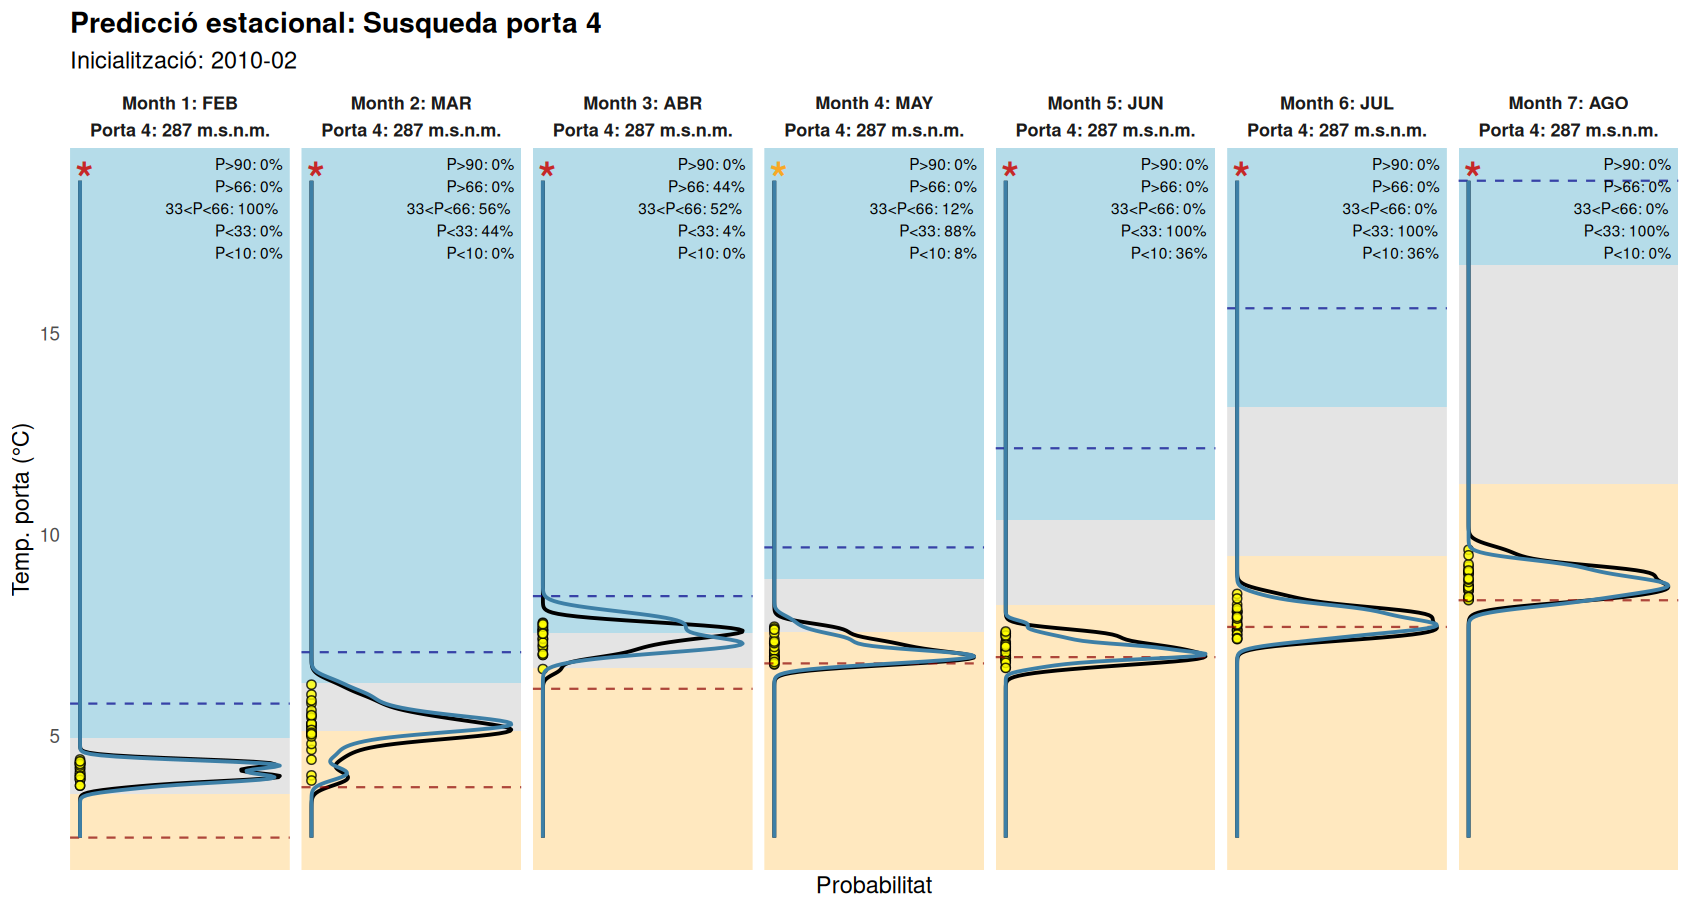 Predicció estacional: Susqueda porta 4
Inicialització: 2010-02
Month 1: FEB
Porta 4: 287 m.s.n.m.
Month 2: MAR
Porta 4: 287 m.s.n.m.
Month 3: ABR
Porta 4: 287 m.s.n.m.
Month 4: MAY
Porta 4: 287 m.s.n.m.
Month 5: JUN
Porta 4: 287 m.s.n.m.
Month 6: JUL
Porta 4: 287 m.s.n.m.
Month 7: AGO
Porta 4: 287 m.s.n.m.
*
P>90: 0%
P>66: 0%
33<P<66: 100%
P<33: 0%
P<10: 0%
*
P>90: 0%
P>66: 0%
33<P<66: 56%
P<33: 44%
P<10: 0%
*
P>90: 0%
P>66: 44%
33<P<66: 52%
P<33: 4%
P<10: 0%
*
P>90: 0%
P>66: 0%
33<P<66: 12%
P<33: 88%
P<10: 8%
*
P>90: 0%
P>66: 0%
33<P<66: 0%
P<33: 100%
P<10: 36%
*
P>90: 0%
P>66: 0%
33<P<66: 0%
P<33: 100%
P<10: 36%
*
P>90: 0%
P>66: 0%
33<P<66: 0%
P<33: 100%
P<10: 0%
15
10
5
Temp. porta (°C)
Probabilitat